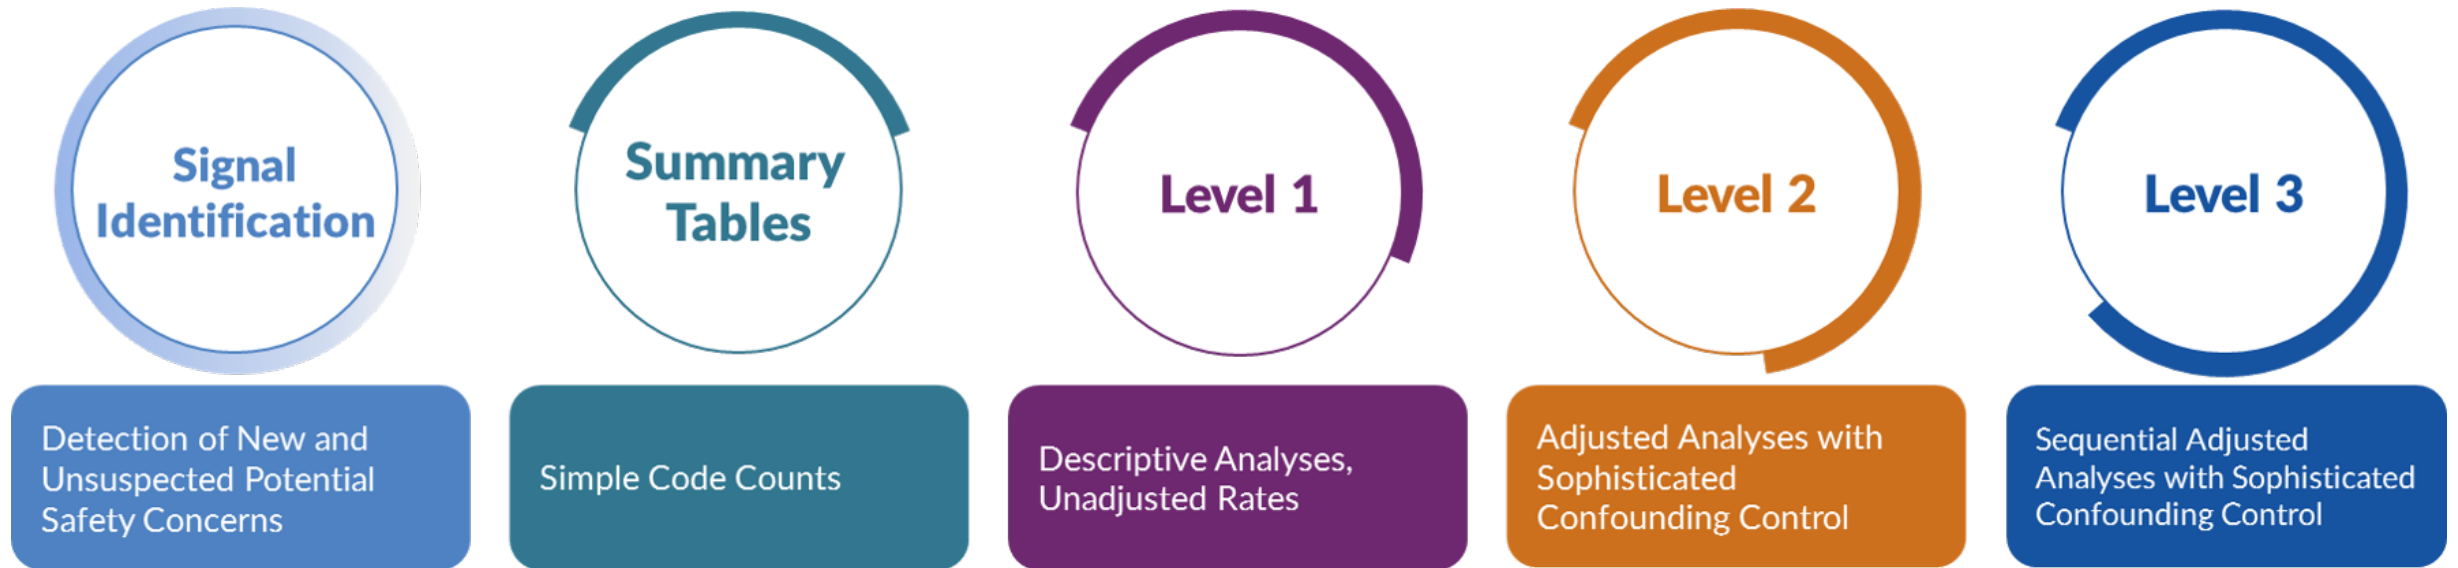 Signal
Identification
Detection of New and
Unsuspected Potential
Safety Concerns
Summary
Tables
Simple Code Counts
Level 1
Descriptive Analyses,
Unadjusted Rates
Level 2
Adjusted Analyses with
Sophisticated
Confounding Control
Level 3
Sequential Adjusted
Analyses with Sophisticated
Confounding Control